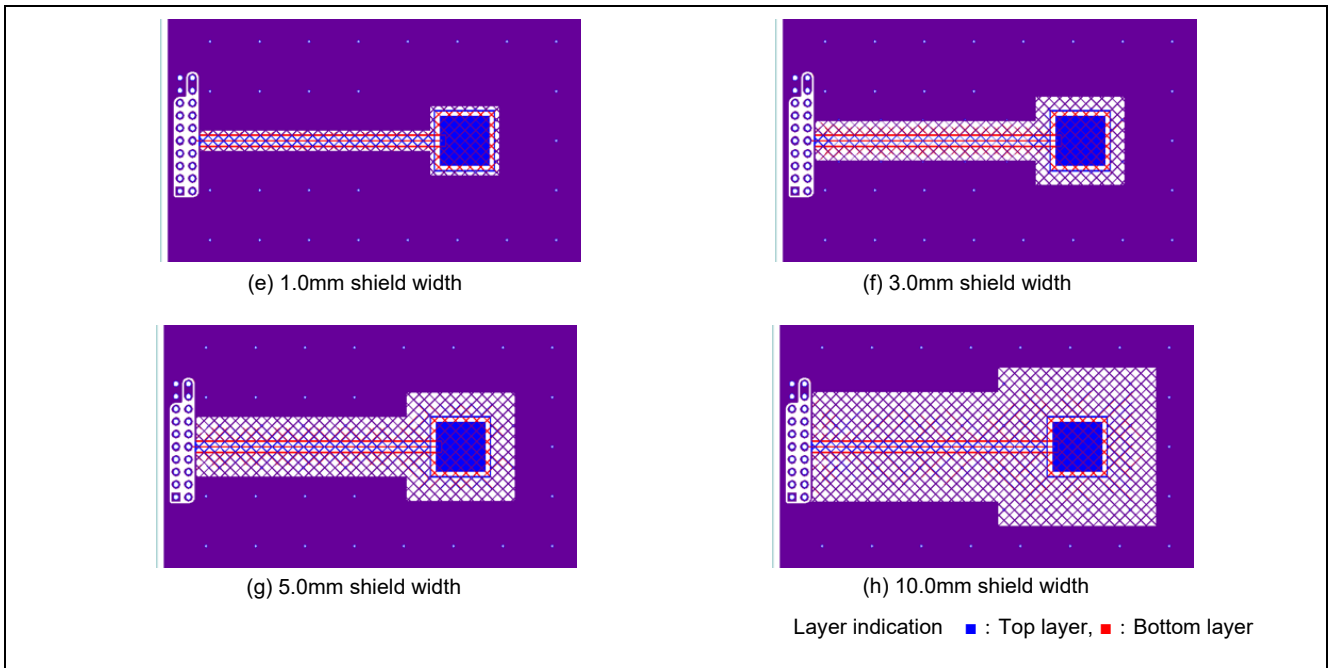 (e) 1.0mm shield width
(f) 3.0mm shield width
(g) 5.0mm shield width
(h) 10.0mm shield width
Layer indication ■ : Top layer, ■ : Bottom layer